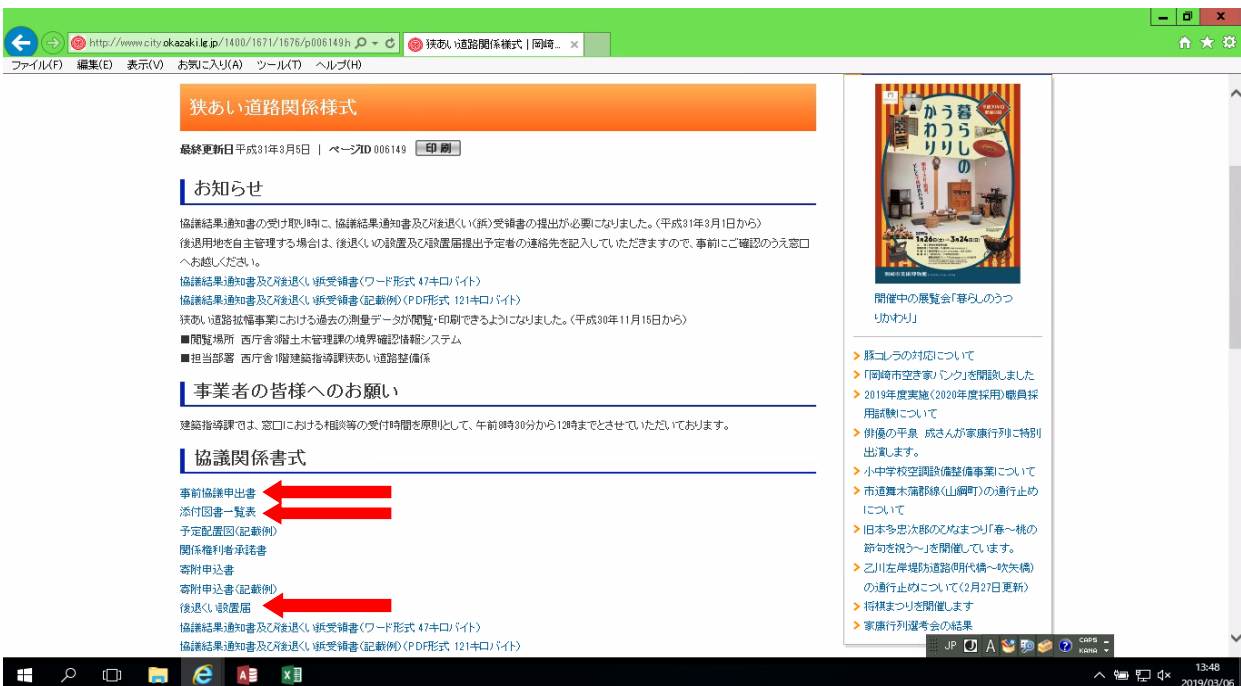 http://www.city.okazaki.lg.jp/1400/1671/1676/p006149.h
狭あい道路関係様式 | 岡崎...
ファイル(F) 編集(E) 表示(V) お気に入り(A) ツール(T) ヘルプ(H)
狭あい道路関係様式
最終更新日平成31年3月5日 | ページID 006149 印刷
お知らせ
協議結果通知書の受け取り時に、協議結果通知書及び後退くい(鋲)受領書の提出が必要になりました。(平成31年3月1日から)
後退用地を自主管理する場合は、後退くいの設置及び設置届提出予定者の連絡先を記入していただきますので、事前にご確認のうえ窓口
へお越しください。
協議結果通知書及び後退くい鋲受領書(ワード形式 47キロバイト)
協議結果通知書及び後退くい鋲受領書(記載例)(PDF形式 121キロバイト)
狭あい道路拡幅事業における過去の測量データが閲覧・印刷できるようになりました。(平成30年11月15日から)
■閲覧場所 西庁舎3階土木管理課の境界確認情報システム
■担当部署 西庁舎1階建築指導課狭あい道路整備係
事業者の皆様へのお願い
建築指導課では、窓口における相談等の受付時間を原則として、午前8時30分から12時までとさせていただいております。
協議関係書式
事前協議申出書
添付図書一覧表
予定配置図(記載例)
関係権利者承諾書
寄附申込書
寄附申込書(記載例)
後退くい設置届
協議結果通知書及び後退くい鋲受領書(ワード形式 47キロバイト)
協議結果通知書及び後退くい鋲受領書(記載例)(PDF形式 121キロバイト)
暮らしの
うつり
かわり
1月26日 3月24日
岡崎市美術博物館
開催中の展覧会「暮らしのうつ
りかわり」
豚コレラの対応について
「岡崎市空き家バンク」を開設しました
2019年度実施(2020年度採用)職員採
用試験について
俳優の平泉 成さんが家康行列に特別
出演します。
小中学校空調設備整備事業について
市道舞木蒲郡線(山綱町)の通行止め
について
旧本多忠次邸のひなまつり「春～桃の
節句を祝う～」を開催しています。
乙川左岸堤防道路(明代橋～吹矢橋)
の通行止めについて(2月27日更新)
将棋まつりを開催します
家康行列選考会の結果
JP A CAPS KANA
13:48
2019/03/06